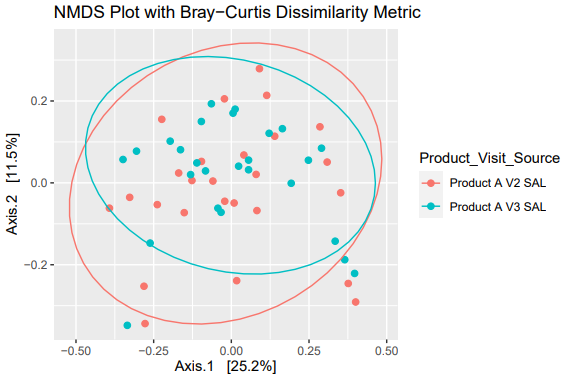 NMDS Plot with Bray−Curtis Dissimilarity Metric
0.2
0.0
−0.2
Axis.2 [11.5%]
−0.50
−0.25
0.00
0.25
0.50
Axis.1 [25.2%]
Product_Visit_Source
Product A V2 SAL
Product A V3 SAL